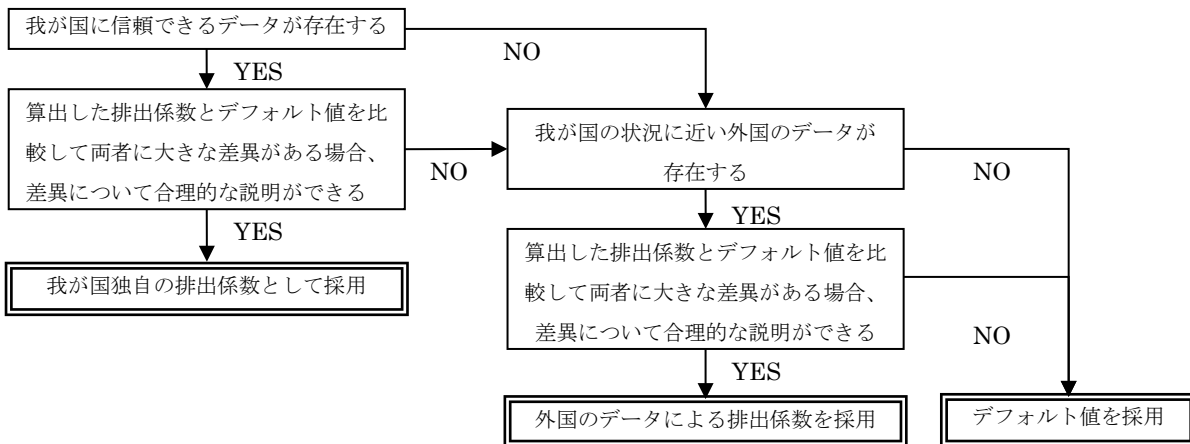 我が国に信頼できるデータが存在する
NO
YES
算出した排出係数とデフォルト値を比
較して両者に大きな差異がある場合、
差異について合理的な説明ができる
NO
我が国の状況に近い外国のデータが
存在する
NO
YES
YES
我が国独自の排出係数として採用
算出した排出係数とデフォルト値を比
較して両者に大きな差異がある場合、
差異について合理的な説明ができる
NO
YES
外国のデータによる排出係数を採用
デフォルト値を採用